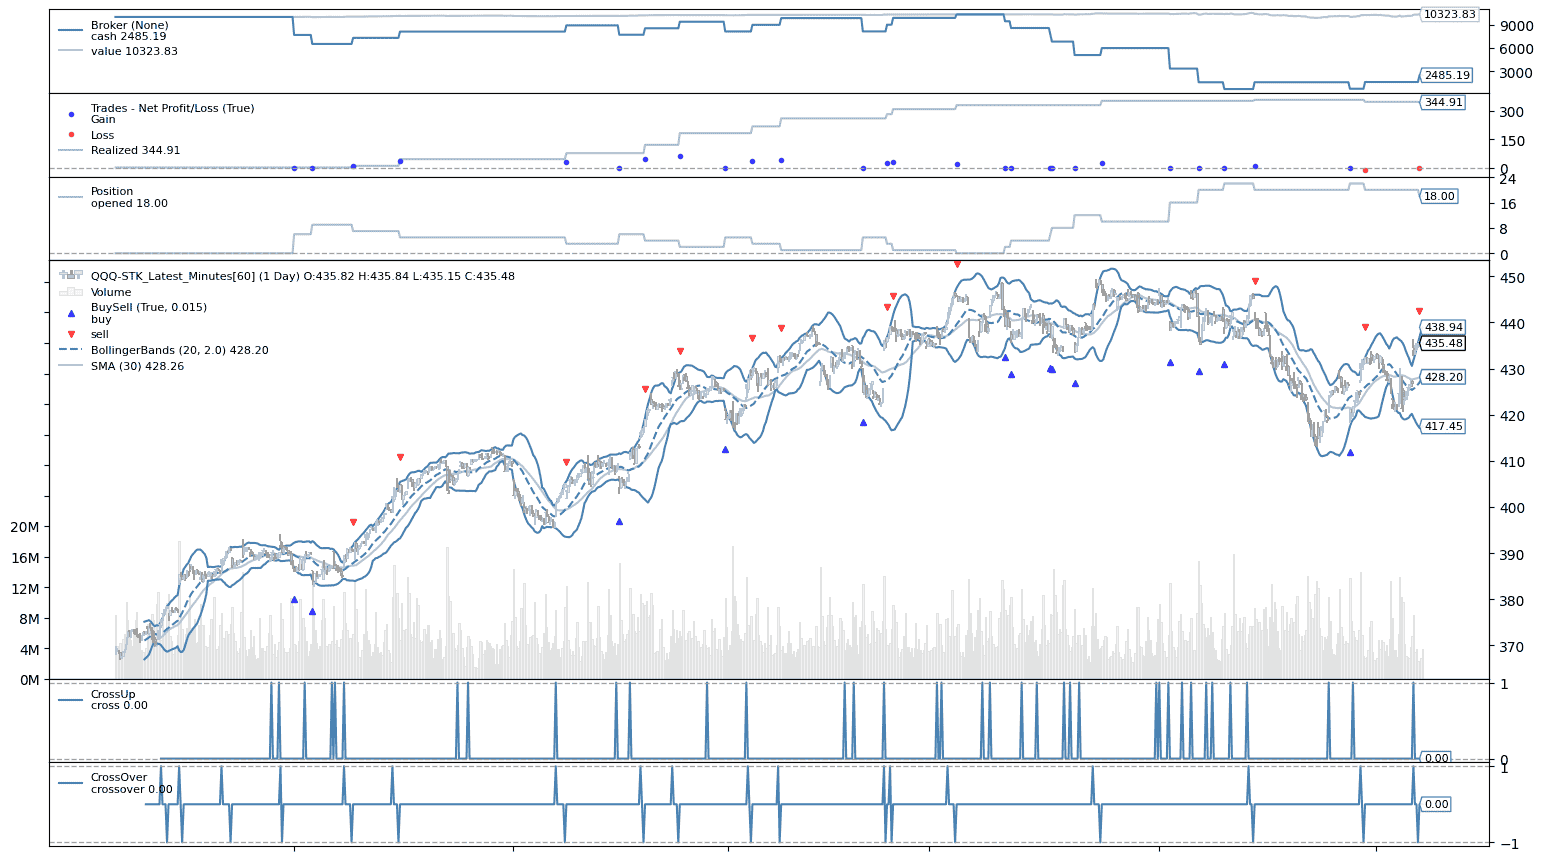 Broker (None)
cash 2485.19
value 10323.83
10323.83
9000
6000
3000
2485.19
Trades - Net Profit/Loss (True)
Gain
Loss
Realized 344.91
344.91
300
150
0
Position
opened 18.00
24
18.00
16
8
0
QQQ-STK_Latest_Minutes[60] (1 Day) O:435.82 H:435.84 L:435.15 C:435.48
Volume
BuySell (True, 0.015)
buy
sell
BollingerBands (20, 2.0) 428.20
SMA (30) 428.26
450
440
438.94
435.48
430
428.20
420
417.45
410
400
390
380
370
20M
16M
12M
8M
4M
0M
CrossUp
cross 0.00
1
0
0.00
CrossOver
crossover 0.00
1
0.00
−1